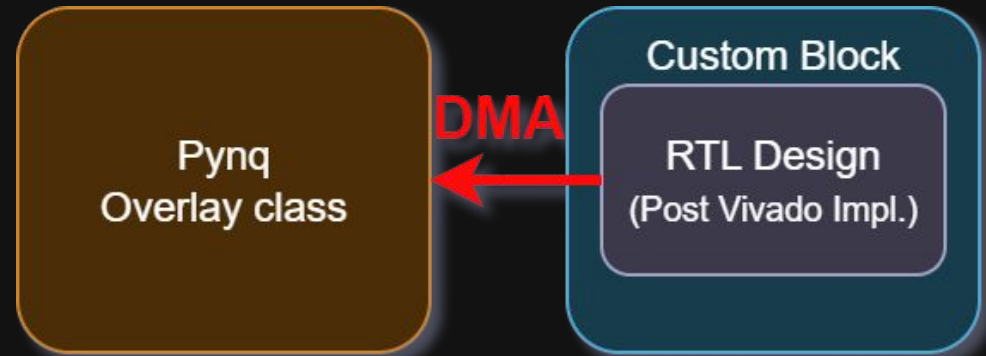 Pynq
Overlay class
DMA
Custom Block
RTL Design
(Post Vivado Impl.)